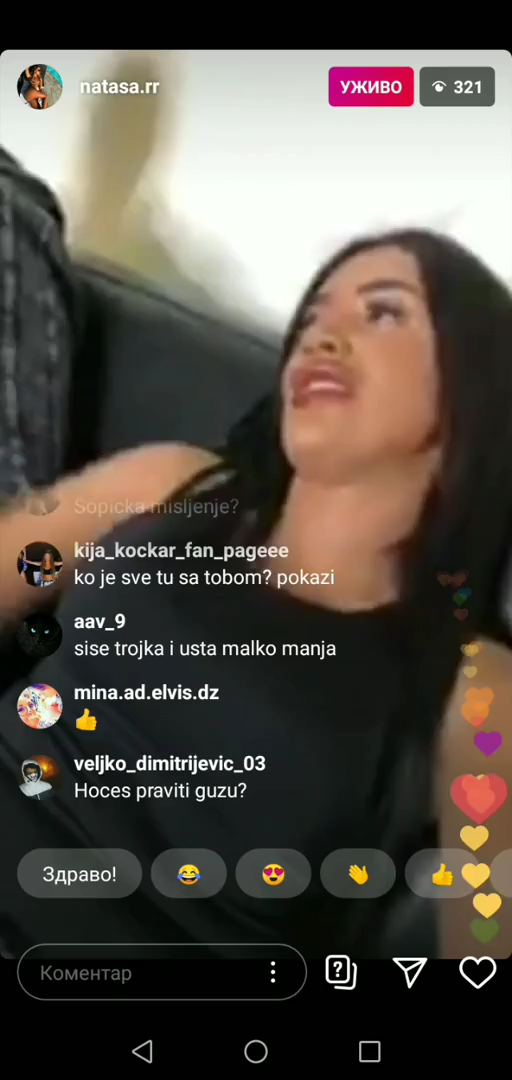 natasa.rr
УЖИВО
321
Sopicka misljenje?
kija_kockar_fan_pageee
ko je sve tu sa tobom? pokazi
aav_9
sise trojka i usta malko manja
mina.ad.elvis.dz
👍
veljko_dimitrijevic_03
Hoces praviti guzu?
Здраво! 😂 😍 👏 👍
Коментар